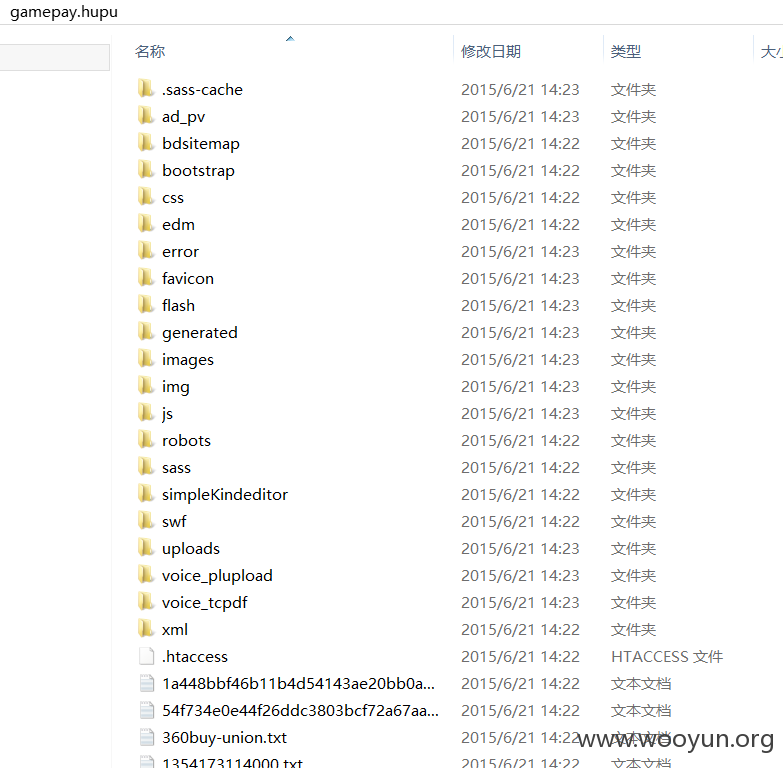 gamepay.hupu
名称 修改日期 类型 大小
.sass-cache 2015/6/21 14:23 文件夹
ad_pv 2015/6/21 14:23 文件夹
bdsitemap 2015/6/21 14:22 文件夹
bootstrap 2015/6/21 14:22 文件夹
css 2015/6/21 14:22 文件夹
edm 2015/6/21 14:22 文件夹
error 2015/6/21 14:23 文件夹
favicon 2015/6/21 14:23 文件夹
flash 2015/6/21 14:23 文件夹
generated 2015/6/21 14:23 文件夹
images 2015/6/21 14:23 文件夹
img 2015/6/21 14:23 文件夹
js 2015/6/21 14:23 文件夹
robots 2015/6/21 14:22 文件夹
sass 2015/6/21 14:22 文件夹
simpleKindeditor 2015/6/21 14:22 文件夹
swf 2015/6/21 14:22 文件夹
uploads 2015/6/21 14:23 文件夹
voice_plupload 2015/6/21 14:23 文件夹
voice_tcpdf 2015/6/21 14:23 文件夹
xml 2015/6/21 14:22 文件夹
.htaccess 2015/6/21 14:22 HTACCESS 文件
1a448bbf46b11b4d54143ae20bb0a... 2015/6/21 14:22 文本文档
54f734e0e44f26ddc3803bcf72a67aa... 2015/6/21 14:22 文本文档
360buy-union.txt 2015/6/21 14:22 文本文档
www.wooyun.org
1354173114000.txt 2015/6/21 14:22 文本文档